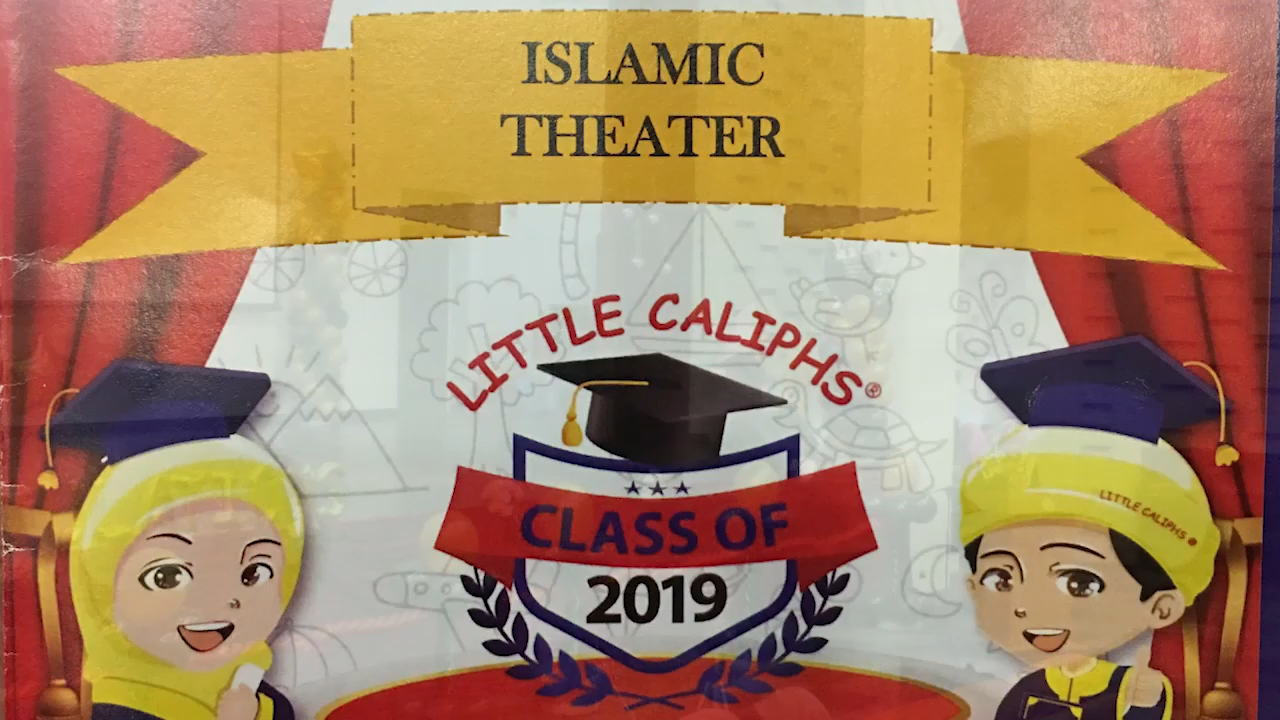 ISLAMIC
THEATER
LITTLE CALIPHS®
CLASS OF
2019
LITTLE CALIPHS